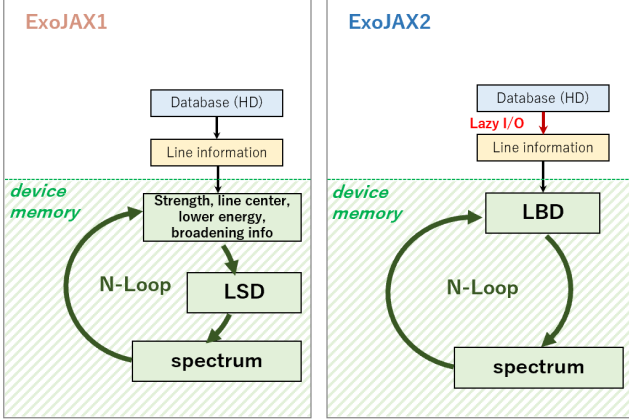 ExoJAX1
Database (HD)
Line information
device
memory
Strength, line center,
lower energy,
broadening info
N-Loop
LSD
spectrum
ExoJAX2
Database (HD)
Lazy I/O
Line information
device
memory
LBD
N-Loop
spectrum